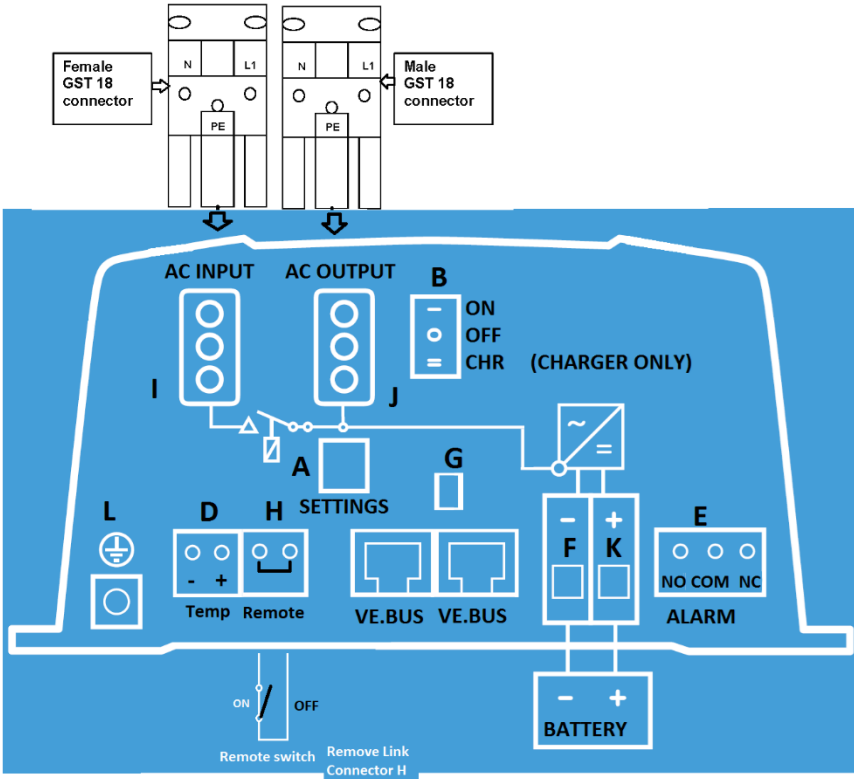 Female
GST 18
connector
N
L1
PE
N
L1
PE
Male
GST 18
connector
AC INPUT
AC OUTPUT
B
ON
OFF
CHR (CHARGER ONLY)
I
J
A
SETTINGS
G
L
D
H
- +
Temp
Remote
VE.BUS
VE.BUS
- +
F
K
E
NO COM NC
ALARM
ON
OFF
Remote switch
Remove Link
Connector H
- +
BATTERY